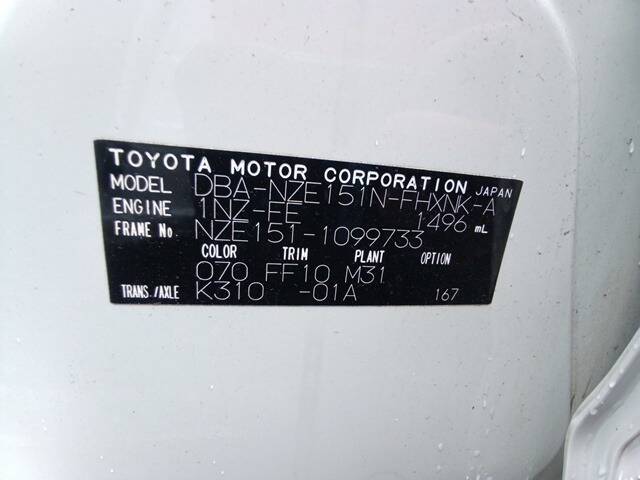 TOYOTA MOTOR CORPORATION JAPAN
MODEL DBA-NZE151N-FHXNK-A
ENGINE 1NZ-FE 1496 mL
FRAME No. NZE151-1099733
COLOR TRIM PLANT OPTION
070 FF10 M31
TRANS./AXLE K310 -01A 167